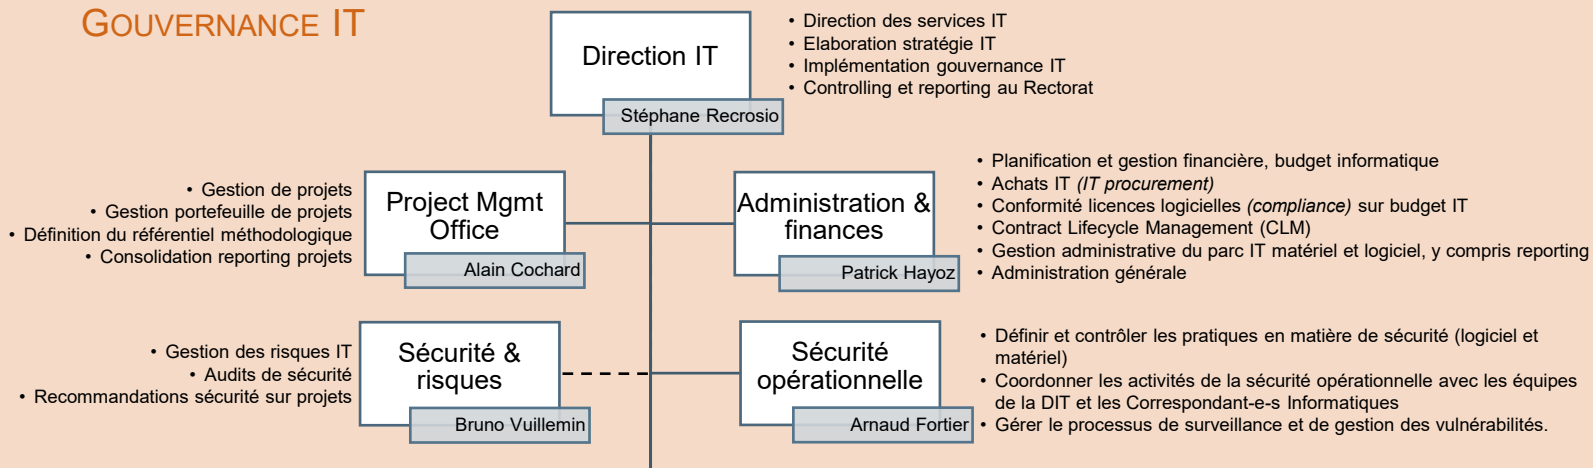 GOUVERNANCE IT
Direction IT
Stéphane Recrosio
• Direction des services IT
• Elaboration stratégie IT
• Implémentation gouvernance IT
• Controlling et reporting au Rectorat
• Gestion de projets
• Gestion portefeuille de projets
• Définition du référentiel méthodologique
• Consolidation reporting projets
Project Mgmt
Office
Alain Cochard
Administration &
finances
Patrick Hayoz
• Planification et gestion financière, budget informatique
• Achats IT (IT procurement)
• Conformité licences logicielles (compliance) sur budget IT
• Contract Lifecycle Management (CLM)
• Gestion administrative du parc IT matériel et logiciel, y compris reporting
• Administration générale
• Gestion des risques IT
• Audits de sécurité
• Recommandations sécurité sur projets
Sécurité &
risques
Bruno Vuillemin
Sécurité
opérationnelle
Arnaud Fortier
• Définir et contrôler les pratiques en matière de sécurité (logiciel et
matériel)
• Coordonner les activités de la sécurité opérationnelle avec les équipes
de la DIT et les Correspondant-e-s Informatiques
• Gérer le processus de surveillance et de gestion des vulnérabilités.